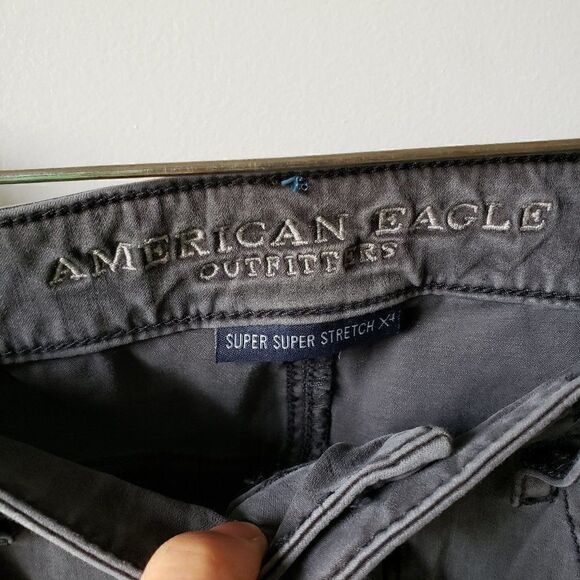 AMERICAN EAGLE
OUTFITTERS
SUPER SUPER STRETCH X4